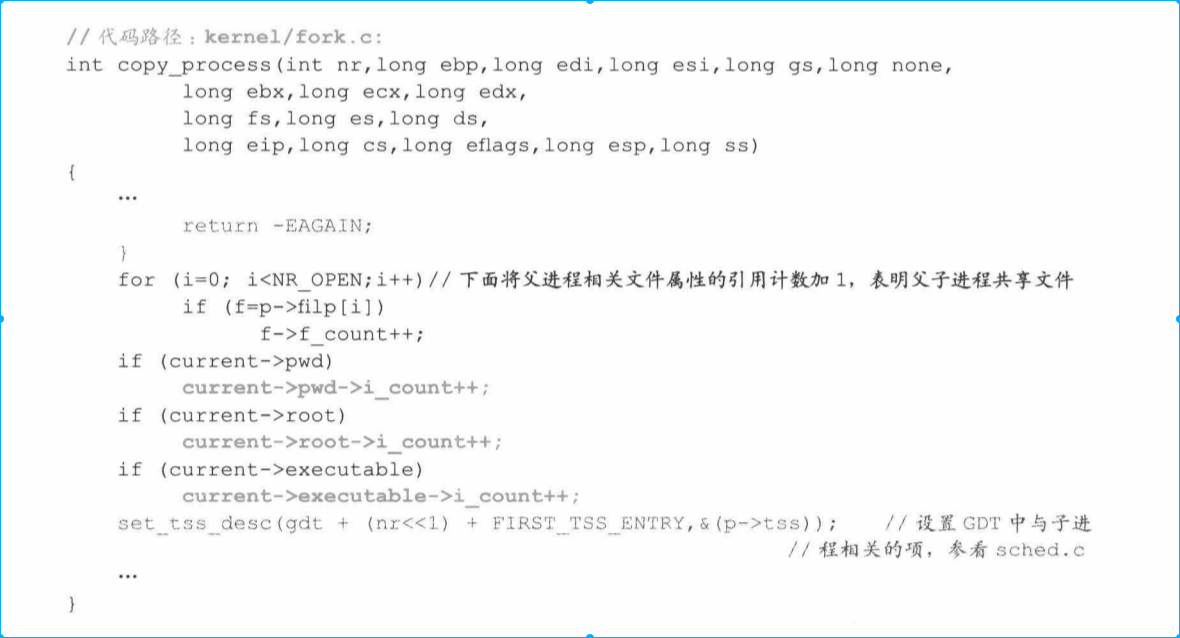 // 代码路径：kernel/fork.c:
int copy_process(int nr,long ebp,long edi,long esi,long gs,long none,
        long ebx,long ecx,long edx,
        long fs,long es,long ds,
        long eip,long cs,long eflags,long esp,long ss)
{
    …
        return -EAGAIN;
    }
    for (i=0; i<NR_OPEN;i++)// 下面将父进程相关文件属性的引用计数加 1，表明父子进程共享文件
        if (f=p->filp[i])
            f->f_count++;
    if (current->pwd)
        current->pwd->i_count++;
    if (current->root)
        current->root->i_count++;
    if (current->executable)
        current->executable->i_count++;
    set_tss_desc(gdt + (nr<<1) + FIRST_TSS_ENTRY,&(p->tss));    // 设置 GDT 中与子进
                                                // 程相关的项，参看 sched.c
    …
}